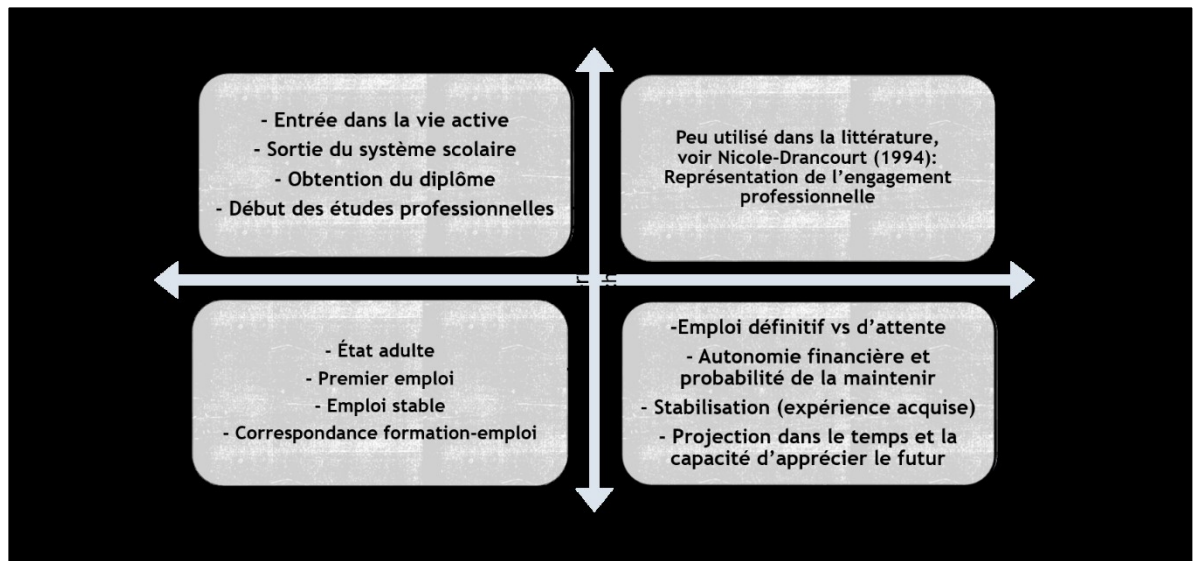 - Entrée dans la vie active
- Sortie du système scolaire
- Obtention du diplôme
- Début des études professionnelles
Peu utilisé dans la littérature,
voir Nicole-Drancourt (1994):
Représentation de l'engagement
professionnelle
- État adulte
- Premier emploi
- Emploi stable
- Correspondance formation-emploi
-Emploi définitif vs d'attente
- Autonomie financière et
probabilité de la maintenir
- Stabilisation (expérience acquise)
- Projection dans le temps et la
capacité d'apprécier le futur